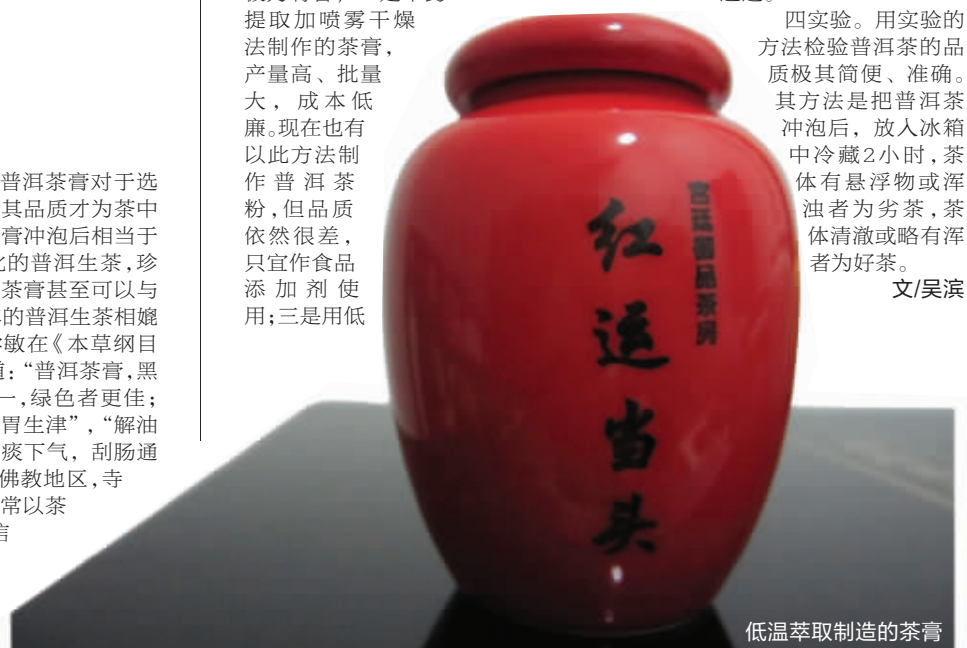 普洱茶膏对于选
其品质才为茶中
膏冲泡后相当于
的普洱生茶,珍
茶膏甚至可以与
的普洱生茶相媲
敏在《本草纲目
:“普洱茶膏,黑
一,绿色者更佳;
胃生津”,“解油
痰下气,刮肠通
佛教地区,寺
常以茶
提取加喷雾干燥
法制作的茶膏,
产量高、批量
大,成本低
廉。现在也有
以此方法制
作普洱茶
粉,但品质
依然很差,
只宜作食品
添加剂使
用;三是用低
四实验。用实验的
方法检验普洱茶的品
质极其简便、准确。
其方法是把普洱茶
冲泡后,放入冰箱
中冷藏2小时,茶
体有悬浮物或浑
浊者为劣茶,茶
体清澈或略有浑
者为好茶。
文/吴滨
宫廷御品茶房
红运当头
低温萃取制造的茶膏